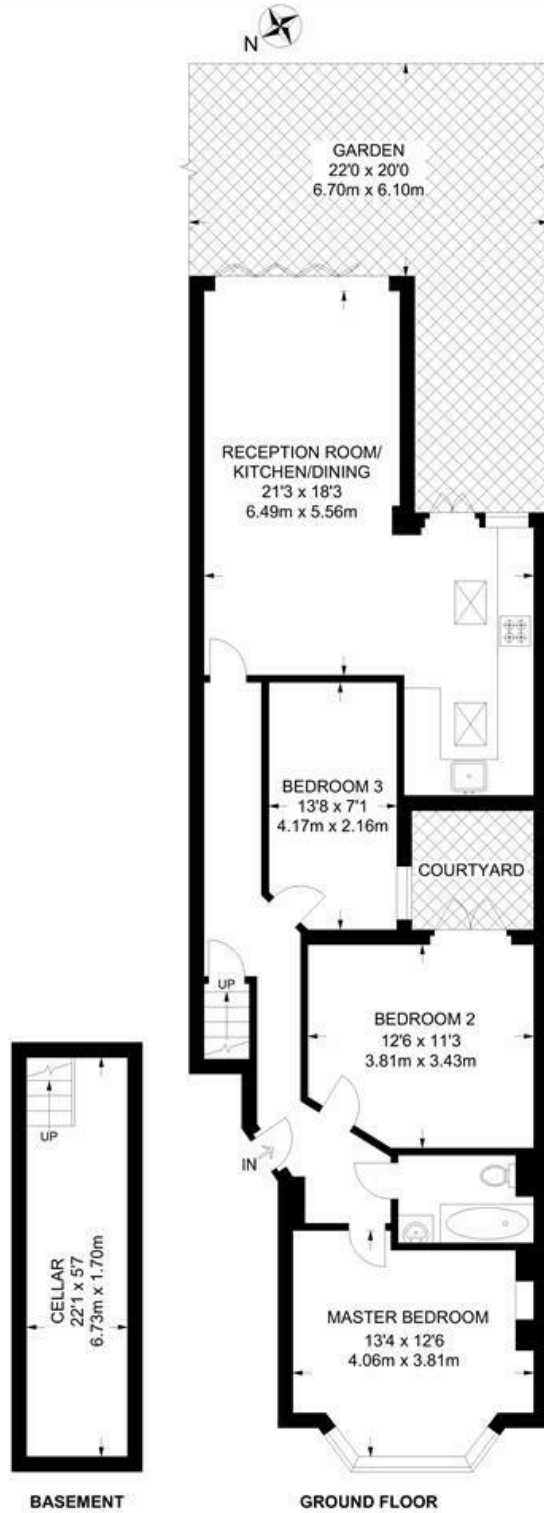 N
GARDEN
22'0 x 20'0
6.70m x 6.10m
RECEPTION ROOM/
KITCHEN/DINING
21'3 x 18'3
6.49m x 5.56m
BEDROOM 3
13'8 x 7'1
4.17m x 2.16m
COURTYARD
UP
BEDROOM 2
12'6 x 11'3
3.81m x 3.43m
IN
MASTER BEDROOM
13'4 x 12'6
4.06m x 3.81m
UP
CELLAR
22'1 x 5'7
6.73m x 1.70m
BASEMENT
GROUND FLOOR